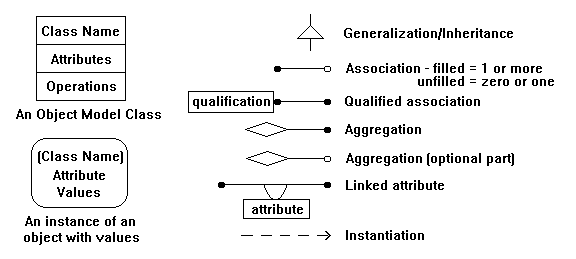 Class Name
Attributes
Operations
An Object Model Class
(Class Name)
Attribute
Values
An instance of an
object with values
Generalization/Inheritance
Association - filled = 1 or more
unfilled = zero or one
qualification
Qualified association
Aggregation
Aggregation (optional part)
Linked attribute
attribute
Instantiation